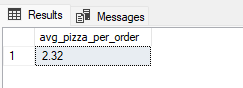 Results Messages
avg_pizza_per_order
1 2.32